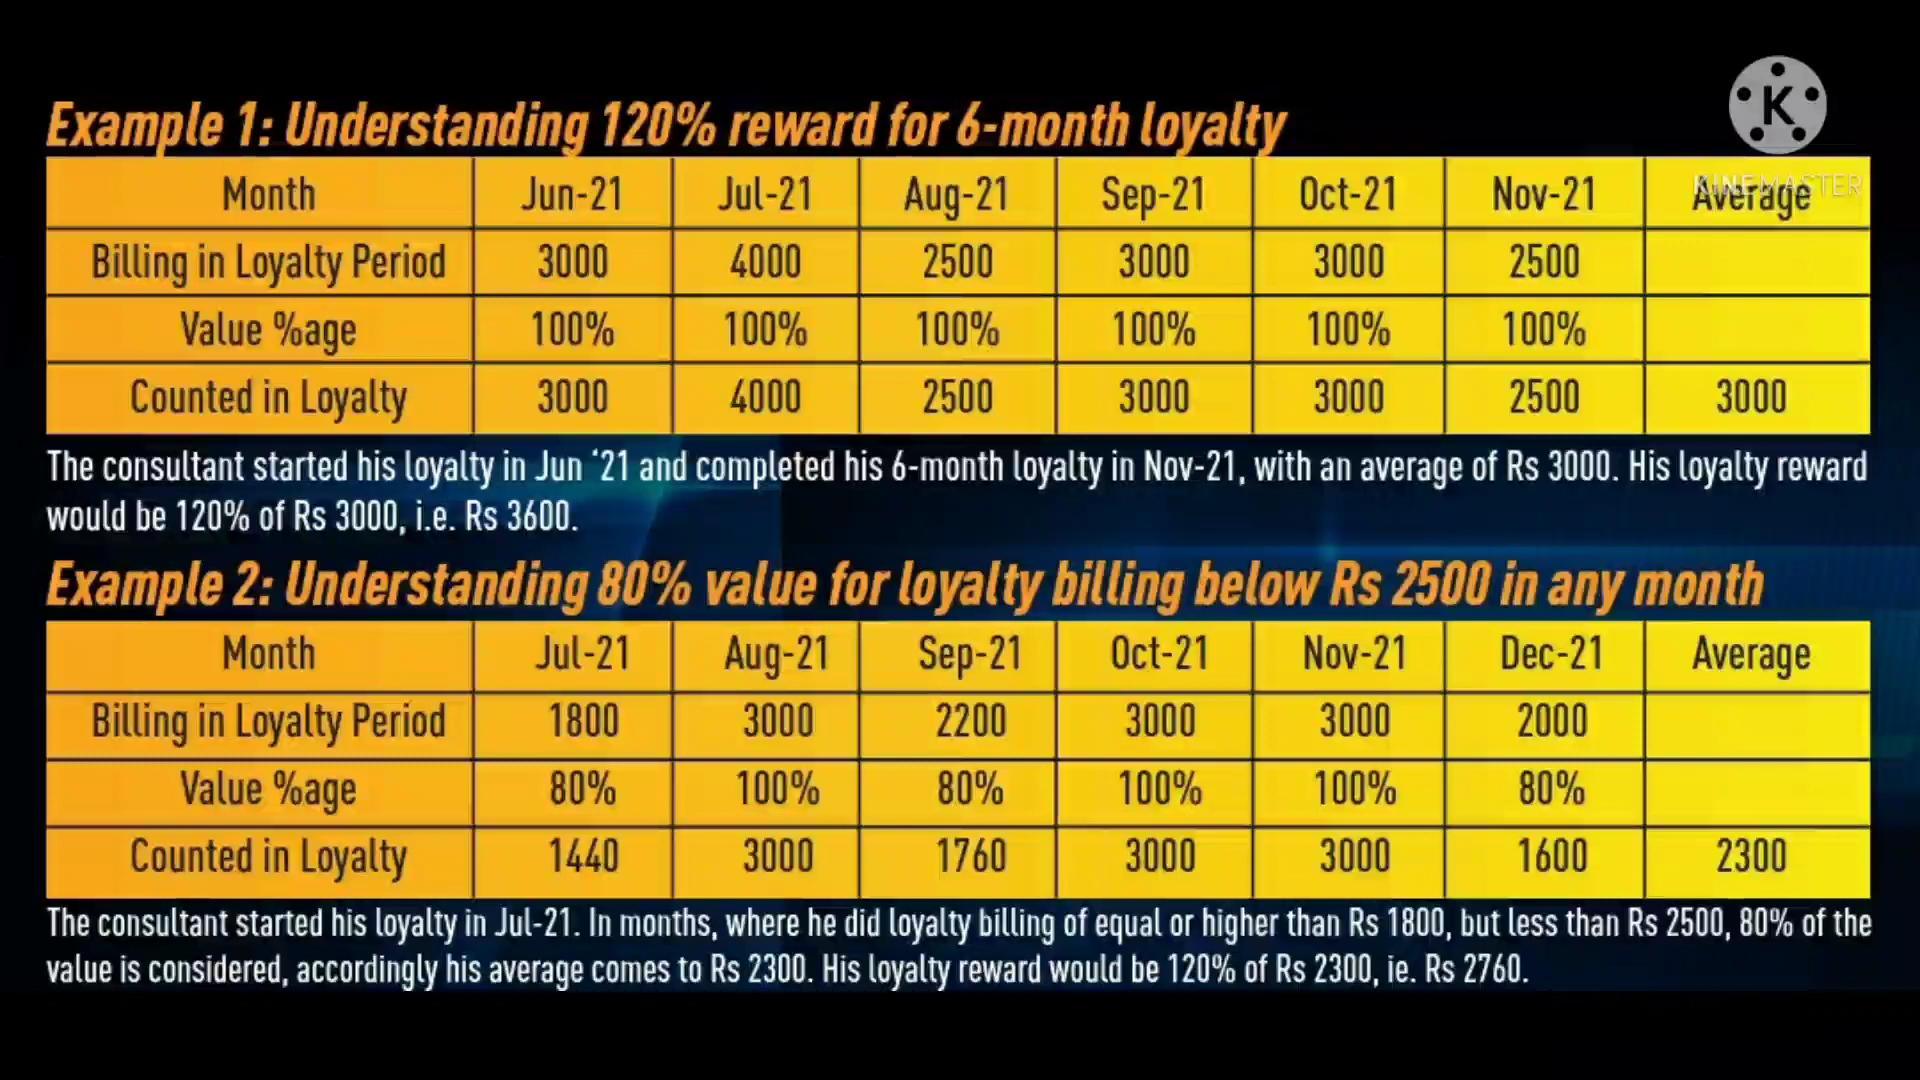 Example 1: Understanding 120% reward for 6-month loyalty
K
KINEMASTER
Month Jun-21 Jul-21 Aug-21 Sep-21 Oct-21 Nov-21 Average
Billing in Loyalty Period 3000 4000 2500 3000 3000 2500
Value %age 100% 100% 100% 100% 100% 100%
Counted in Loyalty 3000 4000 2500 3000 3000 2500 3000
The consultant started his loyalty in Jun ‘21 and completed his 6-month loyalty in Nov-21, with an average of Rs 3000. His loyalty reward
would be 120% of Rs 3000, i.e. Rs 3600.
Example 2: Understanding 80% value for loyalty billing below Rs 2500 in any month
Month Jul-21 Aug-21 Sep-21 Oct-21 Nov-21 Dec-21 Average
Billing in Loyalty Period 1800 3000 2200 3000 3000 2000
Value %age 80% 100% 80% 100% 100% 80%
Counted in Loyalty 1440 3000 1760 3000 3000 1600 2300
The consultant started his loyalty in Jul-21. In months, where he did loyalty billing of equal or higher than Rs 1800, but less than Rs 2500, 80% of the
value is considered, accordingly his average comes to Rs 2300. His loyalty reward would be 120% of Rs 2300, ie. Rs 2760.